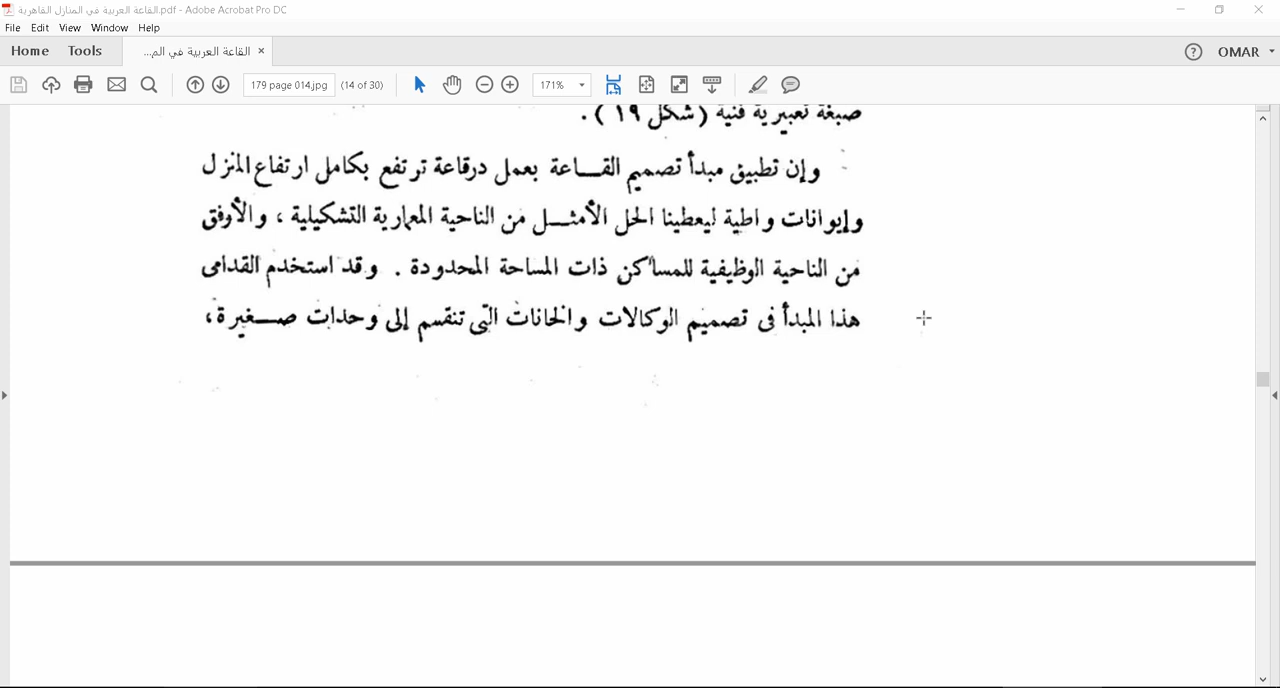 القاعة العربية في المنازل القاهرية.pdf - Adobe Acrobat Pro DC
File Edit View Window Help
Home Tools القاعة العربية في الم... × ? OMAR
179 page 014.jpg (14 of 30) 171%
صبغة تعبيرية فنية (شكل ١٩).
وإن تطبيق مبدأ تصميم القـــاعة بعمل درقاعة ترتفع بكامل ارتفاع المنزل
وإيوانات واطية ليعطينا الحل الأمثـــل من الناحية المعمارية التشكيلية ، والأوفق
من الناحية الوظيفية للمساكن ذات المساحة المحدودة . وقد استخدم القدامى
هذا المبدأ فى تصميم الوكالات والخانات التى تنقسم إلى وحدات صـــغيرة،